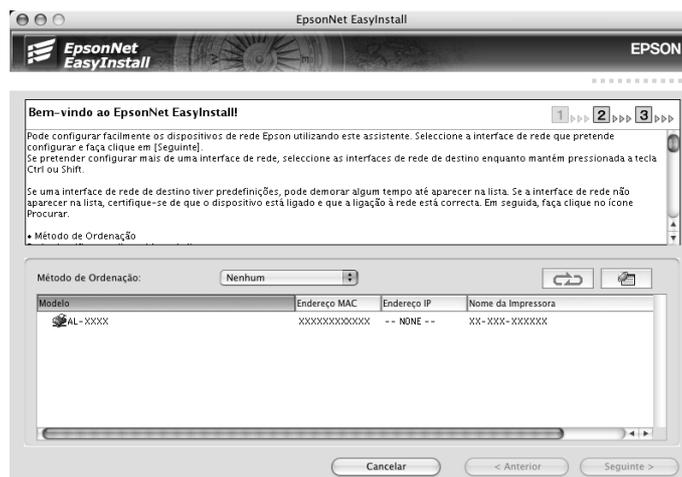 EpsonNet EasyInstall
EpsonNet
EasyInstall
EPSON
Bem-vindo ao EpsonNet EasyInstall!
1 2 3
Pode configurar facilmente os dispositivos de rede Epson utilizando este assistente. Seleccione a interface de rede que pretende
configurar e faça clique em [Seguinte].
Se pretender configurar mais de uma interface de rede, seleccione as interfaces de rede de destino enquanto mantém pressionada a tecla
Ctrl ou Shift.
Se uma interface de rede de destino tiver predefinições, pode demorar algum tempo até aparecer na lista. Se a interface de rede não
aparecer na lista, certifique-se de que o dispositivo está ligado e que a ligação à rede está correcta. Em seguida, faça clique no ícone
Procurar.
• Método de Ordenação
Método de Ordenação: Nenhum
Modelo Endereço MAC Endereço IP Nome da Impressora
AL-XXXX XXXXXXXXXXXX -- NONE -- XX-XXX-XXXXXX
Cancelar < Anterior Seguinte >